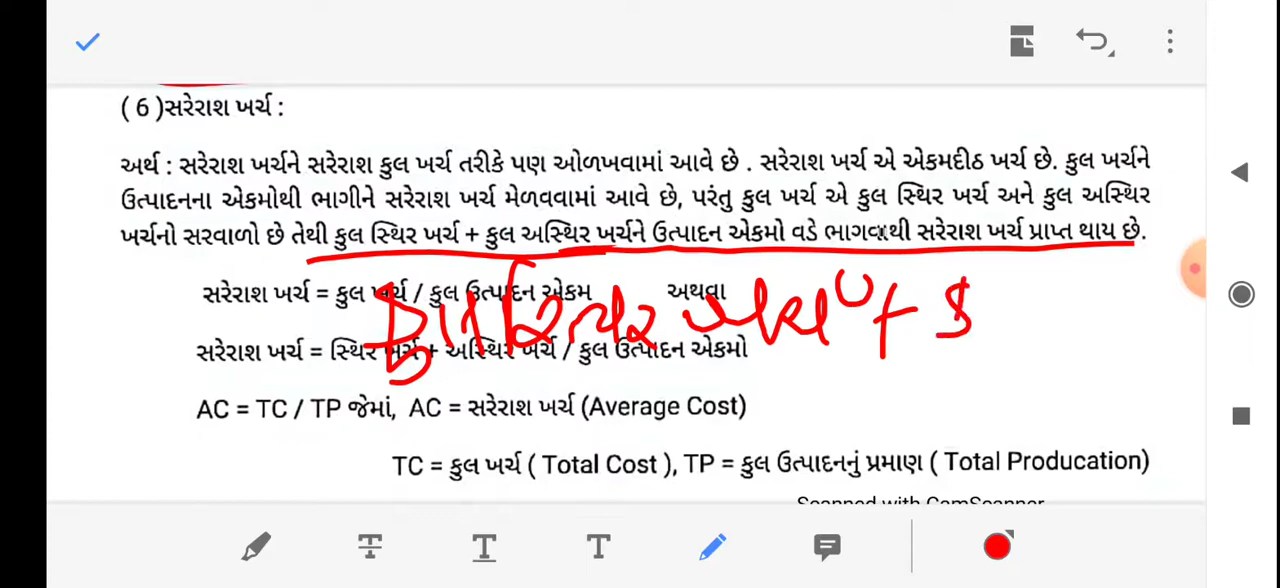 ( 6 )સરેરાશ ખર્ચ :
અર્થ : સરેરાશ ખર્ચને સરેરાશ કુલ ખર્ચ તરીકે પણ ઓળખવામાં આવે છે . સરેરાશ ખર્ચ એ એકમદીઠ ખર્ચ છે. કુલ ખર્ચને
ઉત્પાદનના એકમોથી ભાગીને સરેરાશ ખર્ચ મેળવવામાં આવે છે, પરંતુ કુલ ખર્ચ એ કુલ સ્થિર ખર્ચ અને કુલ અસ્થિર
ખર્ચનો સરવાળો છે તેથી કુલ સ્થિર ખર્ચ + કુલ અસ્થિર ખર્ચને ઉત્પાદન એકમો વડે ભાગવાથી સરેરાશ ખર્ચ પ્રાપ્ત થાય છે.
સરેરાશ ખર્ચ = કુલ ખર્ચ / કુલ ઉત્પાદન એકમ અથવા
સરેરાશ ખર્ચ = સ્થિર ખર્ચ + અસ્થિર ખર્ચ / કુલ ઉત્પાદન એકમો
AC = TC / TP જેમાં, AC = સરેરાશ ખર્ચ (Average Cost)
TC = કુલ ખર્ચ ( Total Cost ), TP = કુલ ઉત્પાદનનું પ્રમાણ ( Total Producation)
Scanned with CamScanner